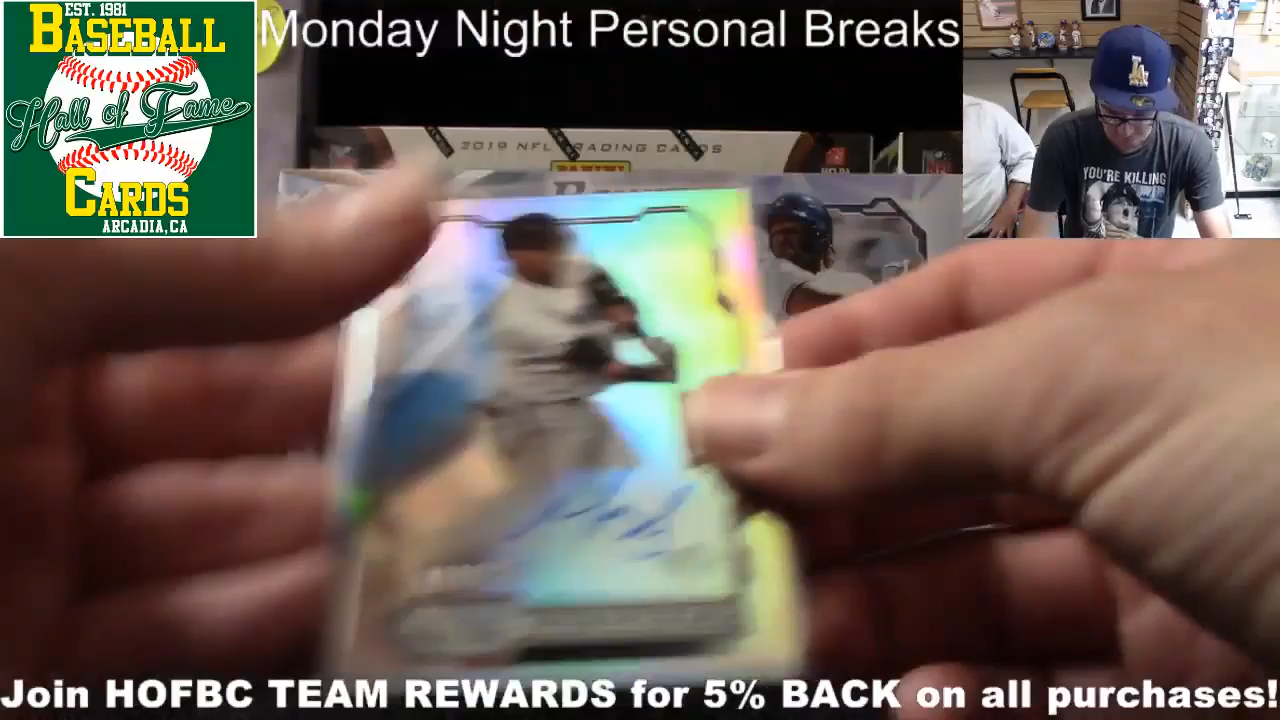 EST. 1981
BASEBALL
Hall of Fame
CARDS
ARCADIA, CA
Monday Night Personal Breaks
2019 NFL TRADING CARDS
PANINI
LA
YOU'RE KILLING
Join HOFBC TEAM REWARDS for 5% BACK on all purchases!